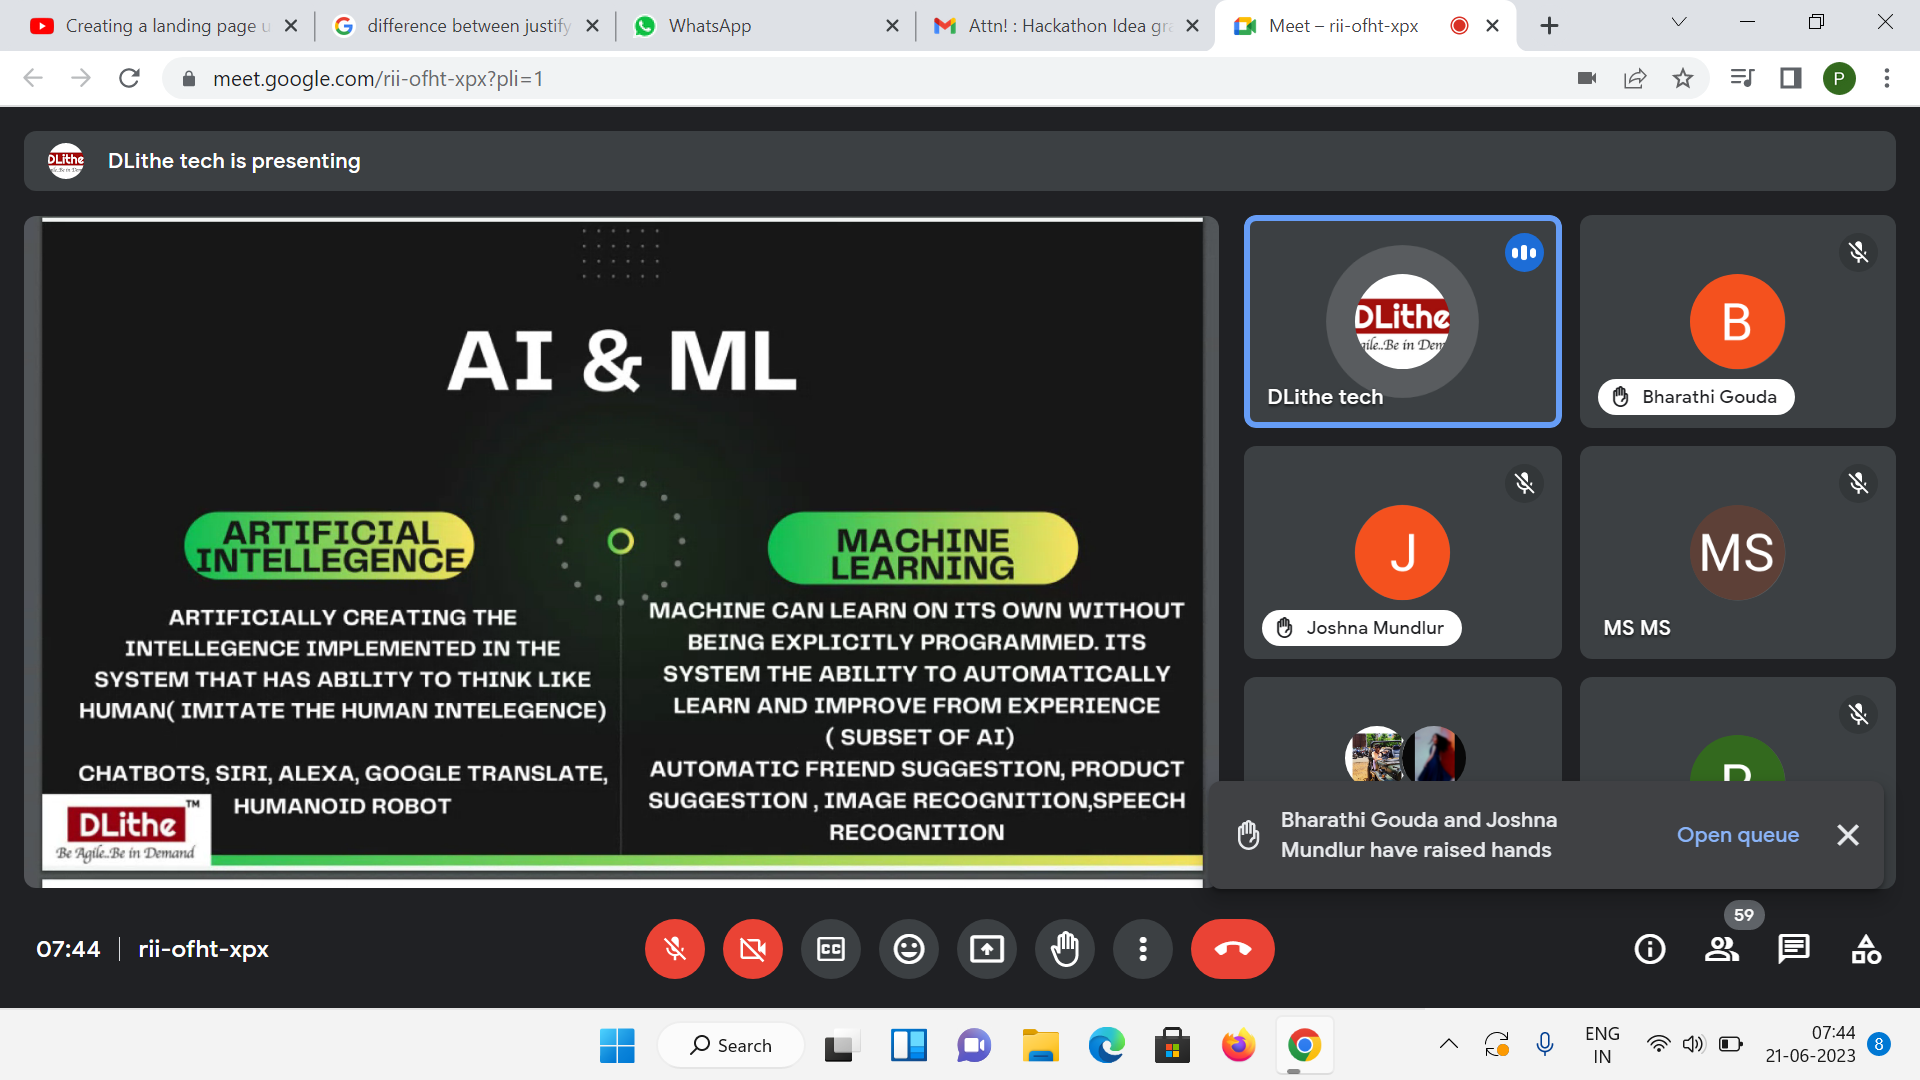 Creating a landing page u
difference between justify
WhatsApp
Attn! : Hackathon Idea gra
Meet – rii-ofht-xpx
meet.google.com/rii-ofht-xpx?pli=1
P
DLithe
DLithe tech is presenting
AI & ML
ARTIFICIAL
INTELLEGENCE
ARTIFICIALLY CREATING THE
INTELLEGENCE IMPLEMENTED IN THE
SYSTEM THAT HAS ABILITY TO THINK LIKE
HUMAN( IMITATE THE HUMAN INTELEGENCE)
CHATBOTS, SIRI, ALEXA, GOOGLE TRANSLATE,
HUMANOID ROBOT
MACHINE
LEARNING
MACHINE CAN LEARN ON ITS OWN WITHOUT
BEING EXPLICITLY PROGRAMMED. ITS
SYSTEM THE ABILITY TO AUTOMATICALLY
LEARN AND IMPROVE FROM EXPERIENCE
( SUBSET OF AI)
AUTOMATIC FRIEND SUGGESTION, PRODUCT
SUGGESTION , IMAGE RECOGNITION,SPEECH
RECOGNITION
DLithe™
Be Agile..Be in Demand
DLithe
gile..Be in Dem
DLithe tech
B
Bharathi Gouda
J
Joshna Mundlur
MS
MS MS
Bharathi Gouda and Joshna
Mundlur have raised hands
Open queue
07:44
rii-ofht-xpx
CC
59
Search
ENG
IN
07:44
21-06-2023
8